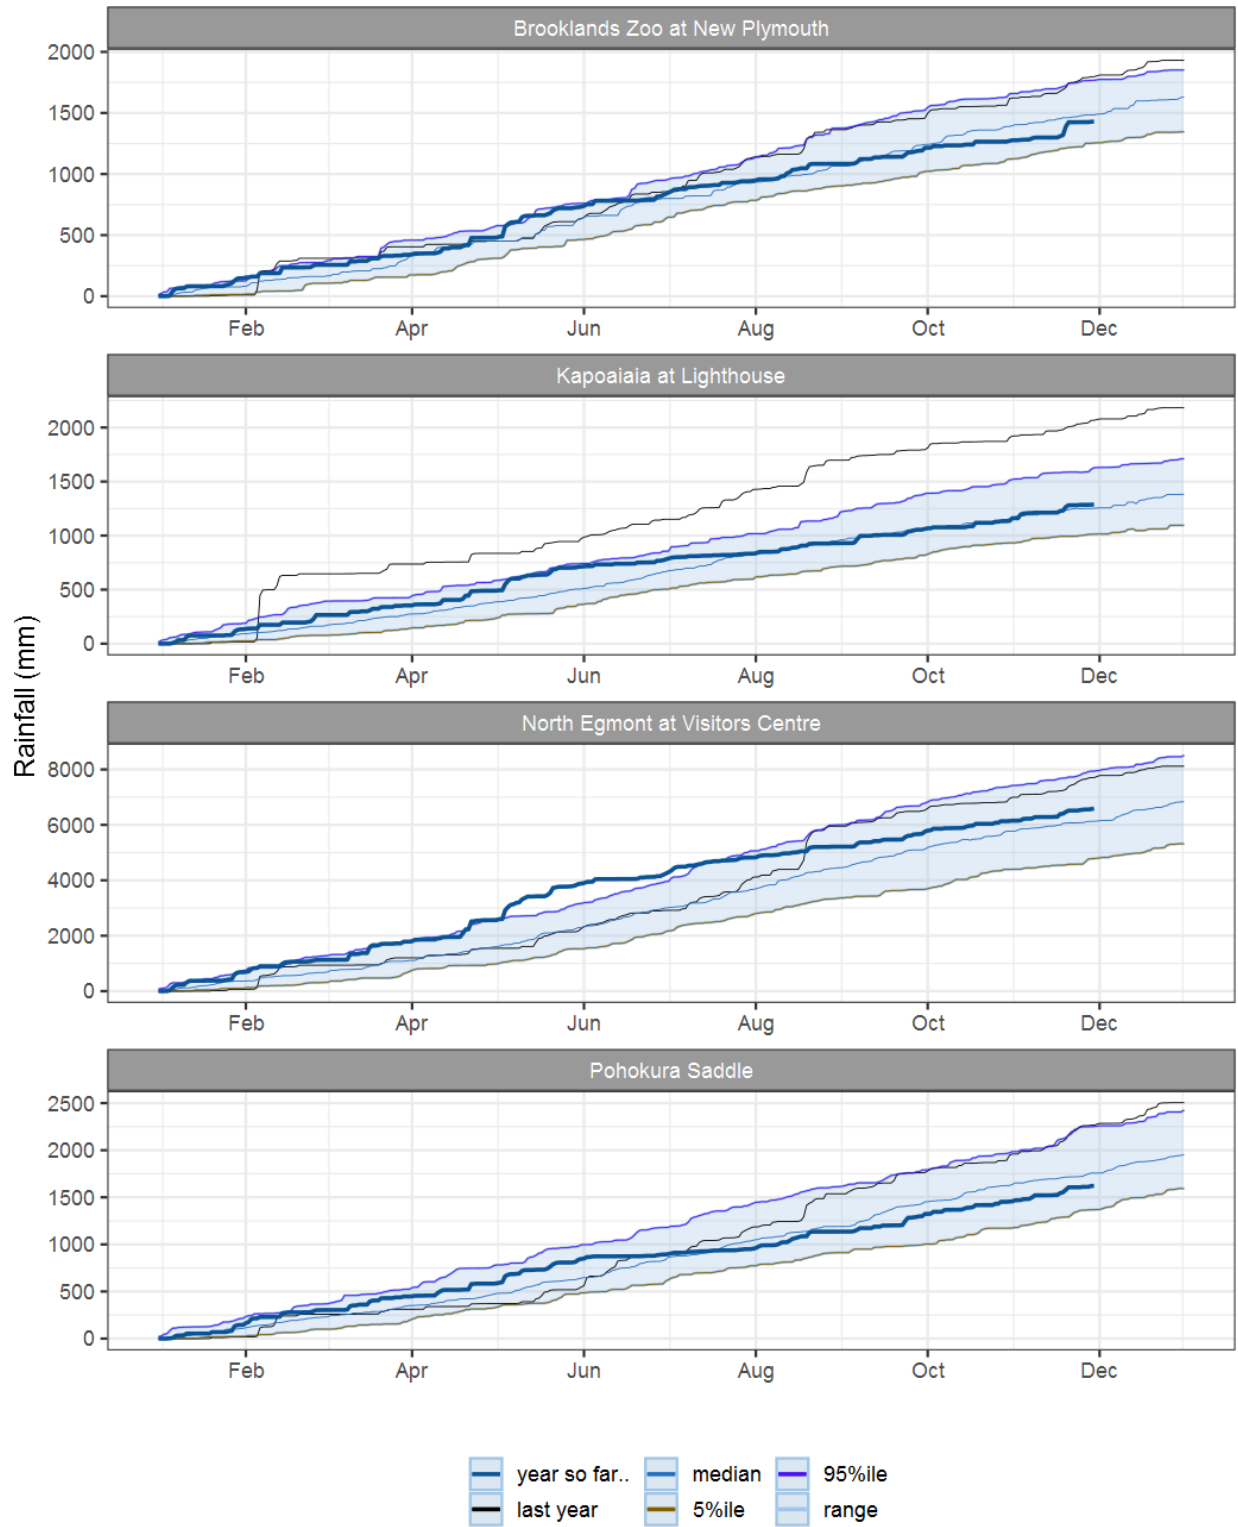 Brooklands Zoo at New Plymouth
2000
1500
1000
500
0
Feb Apr Jun Aug Oct Dec
Kapoaiaia at Lighthouse
2000
1500
1000
500
0
Feb Apr Jun Aug Oct Dec
Rainfall (mm)
North Egmont at Visitors Centre
8000
6000
4000
2000
0
Feb Apr Jun Aug Oct Dec
Pohokura Saddle
2500
2000
1500
1000
500
0
Feb Apr Jun Aug Oct Dec
year so far.. median 95%ile
last year 5%ile range